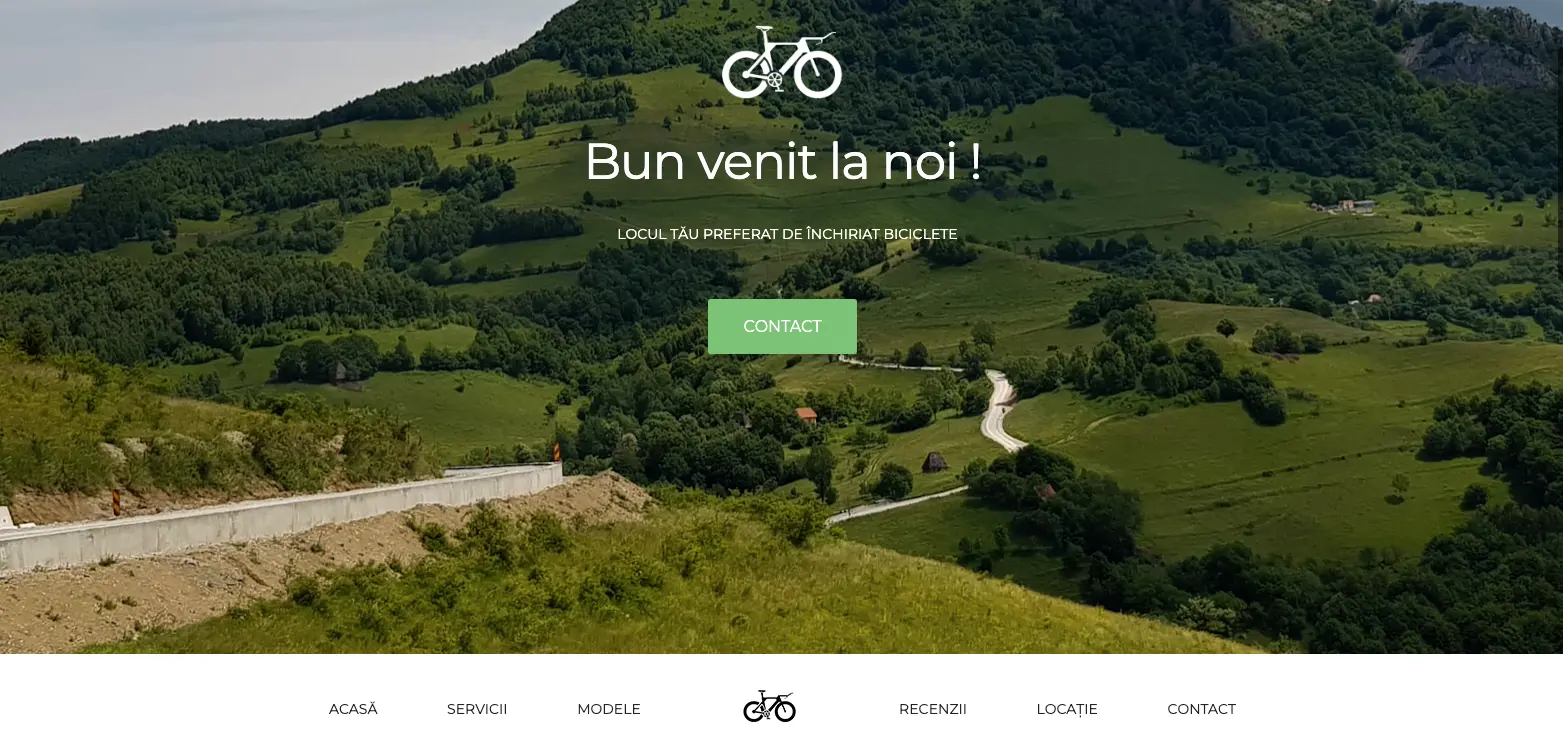 Bun venit la noi !
LOCUL TĂU PREFERAT DE ÎNCHIRIAT BICICLETE
CONTACT
ACASĂ SERVICII MODELE RECENZII LOCAȚIE CONTACT